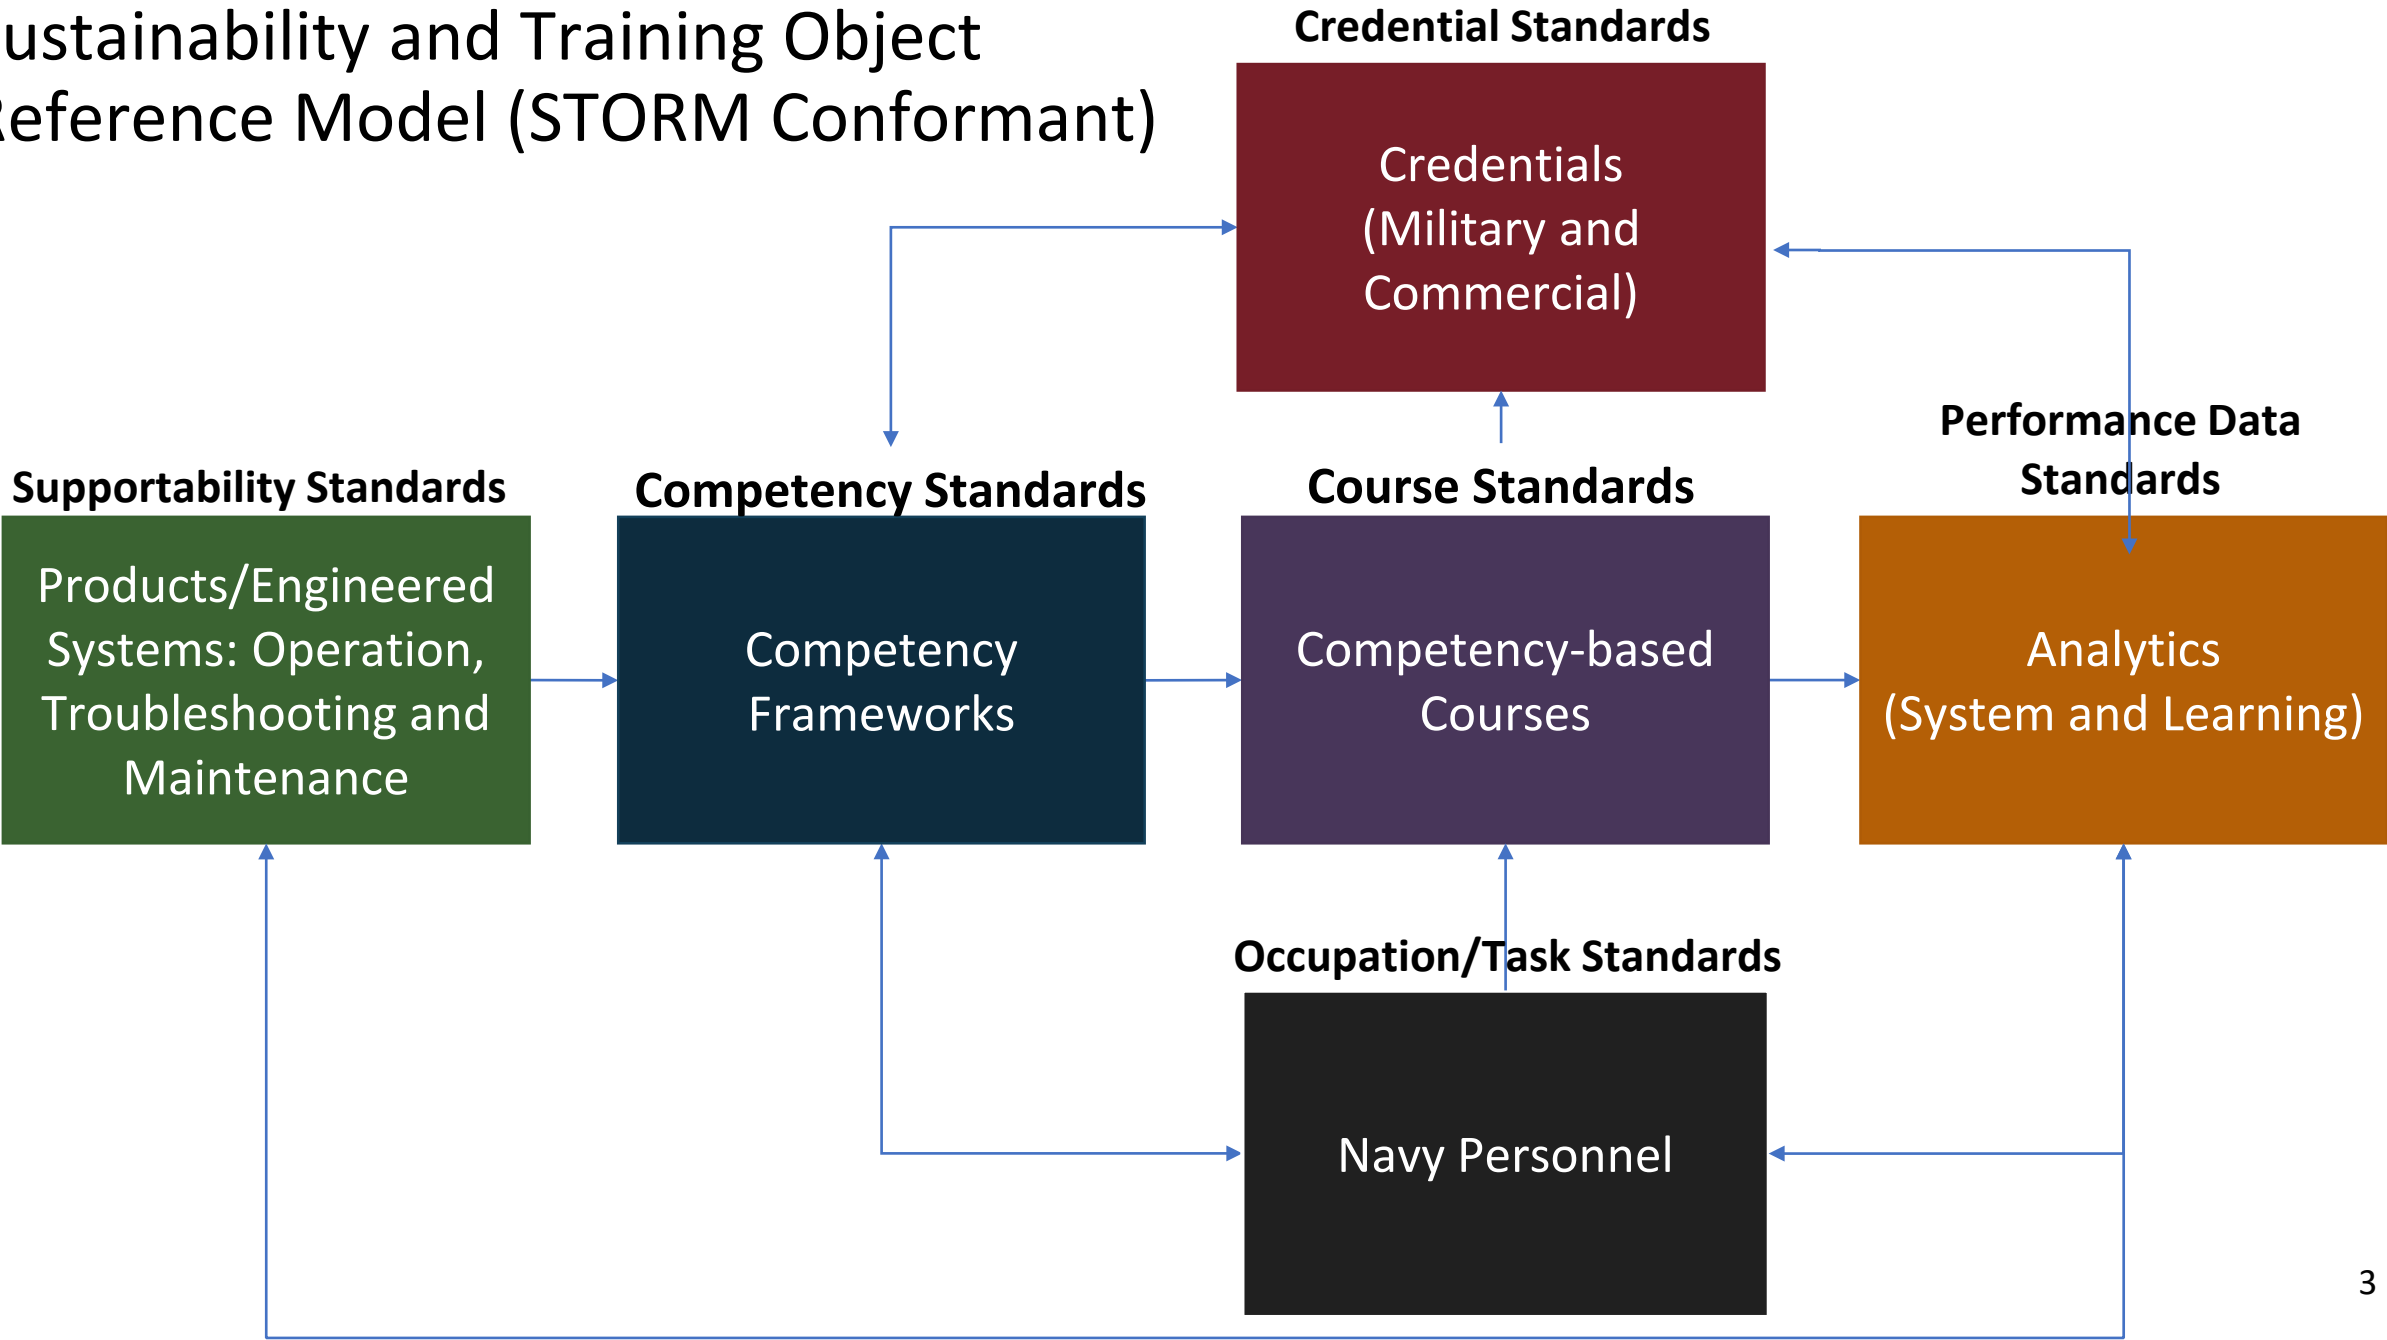 ustainability and Training Object
Reference Model (STORM Conformant)
Credential Standards
Credentials
(Military and
Commercial)
Performance Data
Standards
Supportability Standards
Competency Standards
Course Standards
Products/Engineered
Systems: Operation,
Troubleshooting and
Maintenance
Competency
Frameworks
Competency-based
Courses
Analytics
(System and Learning)
Occupation/Task Standards
Navy Personnel
3